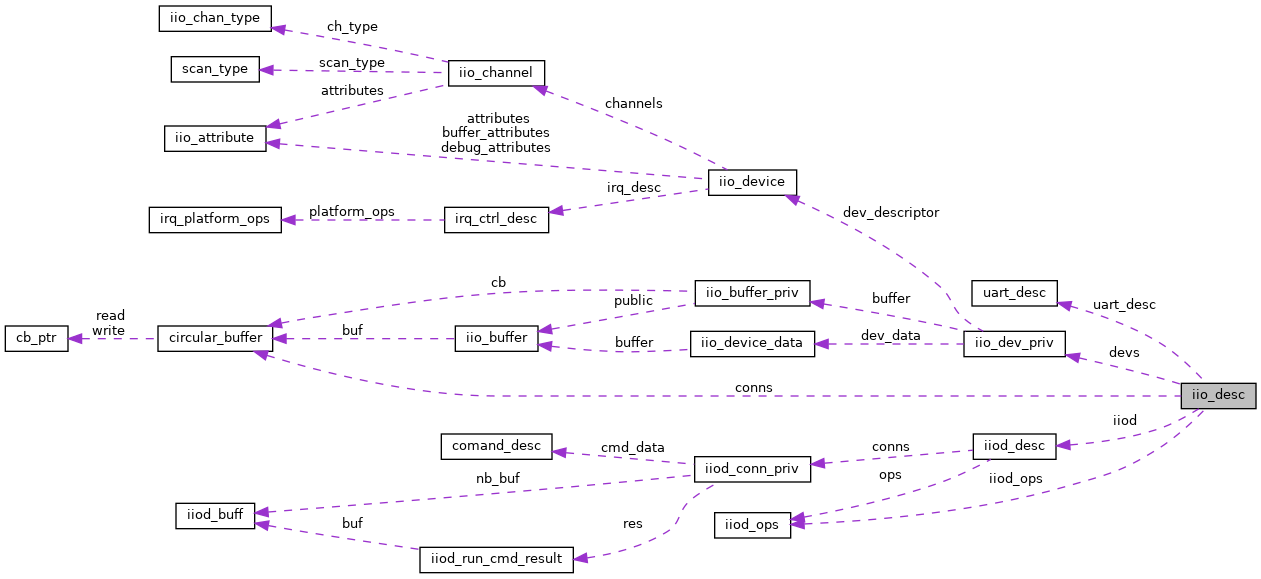 iio_chan_type
ch_type
scan_type
scan_type
iio_channel
attributes
channels
iio_attribute
attributes
buffer_attributes
debug_attributes
iio_device
irq_desc
irq_platform_ops
platform_ops
irq_ctrl_desc
dev_descriptor
cb
iio_buffer_priv
buffer
uart_desc
uart_desc
public
read
write
cb_ptr
circular_buffer
buf
iio_buffer
buffer
iio_device_data
dev_data
iio_dev_priv
devs
conns
iio_desc
iiod
comand_desc
cmd_data
conns
iiod_desc
iiod_conn_priv
nb_buf
ops
iiod_ops
iiod_buff
buf
res
iiod_ops
iiod_run_cmd_result